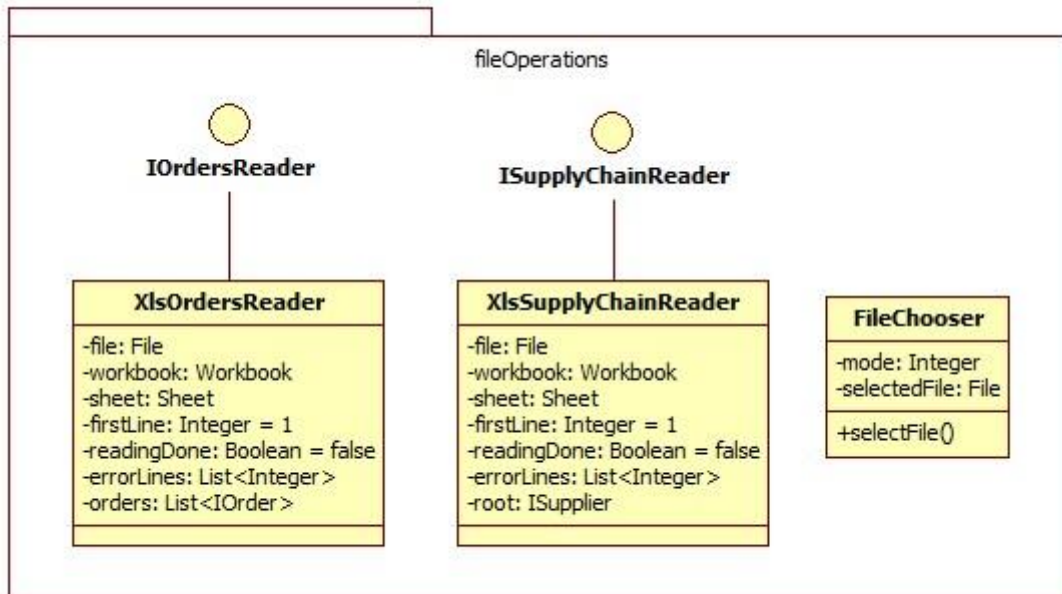 fileOperations
IOrdersReader
ISupplyChainReader
XlsOrdersReader
-file: File
-workbook: Workbook
-sheet: Sheet
-firstLine: Integer = 1
-readingDone: Boolean = false
-errorLines: List<Integer>
-orders: List<IOrder>
XlsSupplyChainReader
-file: File
-workbook: Workbook
-sheet: Sheet
-firstLine: Integer = 1
-readingDone: Boolean = false
-errorLines: List<Integer>
-root: ISupplier
FileChooser
-mode: Integer
-selectedFile: File
+selectFile()